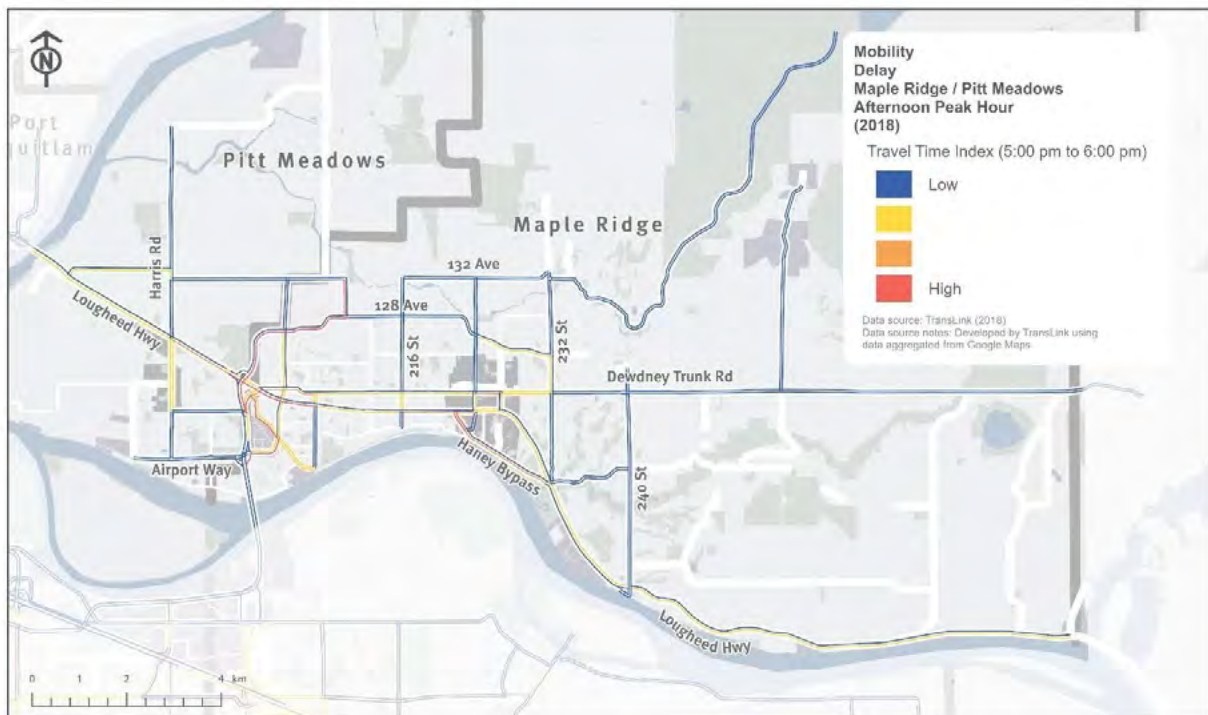 N
Mobility
Delay
Maple Ridge / Pitt Meadows
Afternoon Peak Hour
(2018)
Travel Time Index (5:00 pm to 6:00 pm)
Low
High
Data source: TransLink (2018)
Data source notes: Developed by TransLink using
data aggregated from Google Maps
Port
quitlam
Pitt Meadows
Maple Ridge
Harris Rd
132 Ave
Lougheed Hwy
128 Ave
216 St
232 St
Dewdney Trunk Rd
Airport Way
Haney Bypass
240 St
Lougheed Hwy
0 1 2 4 km